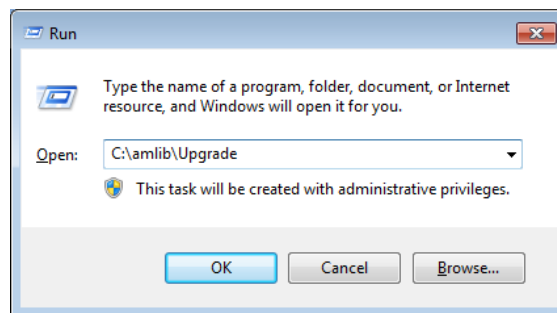 Run
Type the name of a program, folder, document, or Internet
resource, and Windows will open it for you.
Open: C:\amlib\Upgrade
This task will be created with administrative privileges.
OK Cancel Browse...